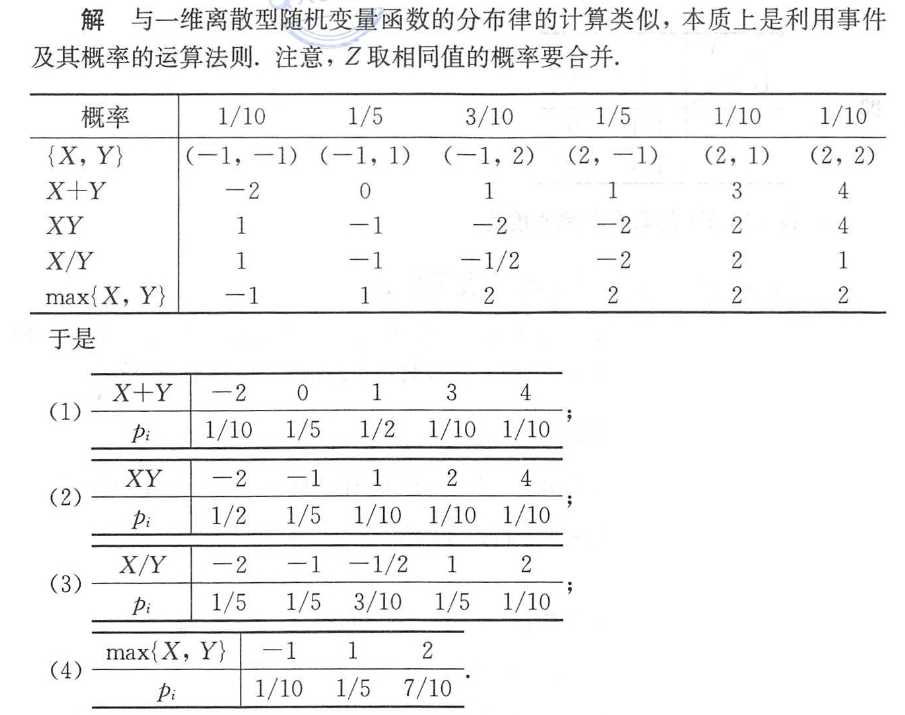 解 与一维离散型随机变量函数的分布律的计算类似，本质上是利用事件
及其概率的运算法则. 注意，Z 取相同值的概率要合并.
概率 1/10 1/5 3/10 1/5 1/10 1/10
{X, Y} (−1, −1) (−1, 1) (−1, 2) (2, −1) (2, 1) (2, 2)
X+Y −2 0 1 1 3 4
XY 1 −1 −2 −2 2 4
X/Y 1 −1 −1/2 −2 2 1
max{X, Y} −1 1 2 2 2 2
于是
(1) X+Y −2 0 1 3 4
pᵢ 1/10 1/5 1/2 1/10 1/10 ;
(2) XY −2 −1 1 2 4
pᵢ 1/2 1/5 1/10 1/10 1/10 ;
(3) X/Y −2 −1 −1/2 1 2
pᵢ 1/5 1/5 3/10 1/5 1/10 ;
(4) max{X, Y} −1 1 2
pᵢ 1/10 1/5 7/10 .